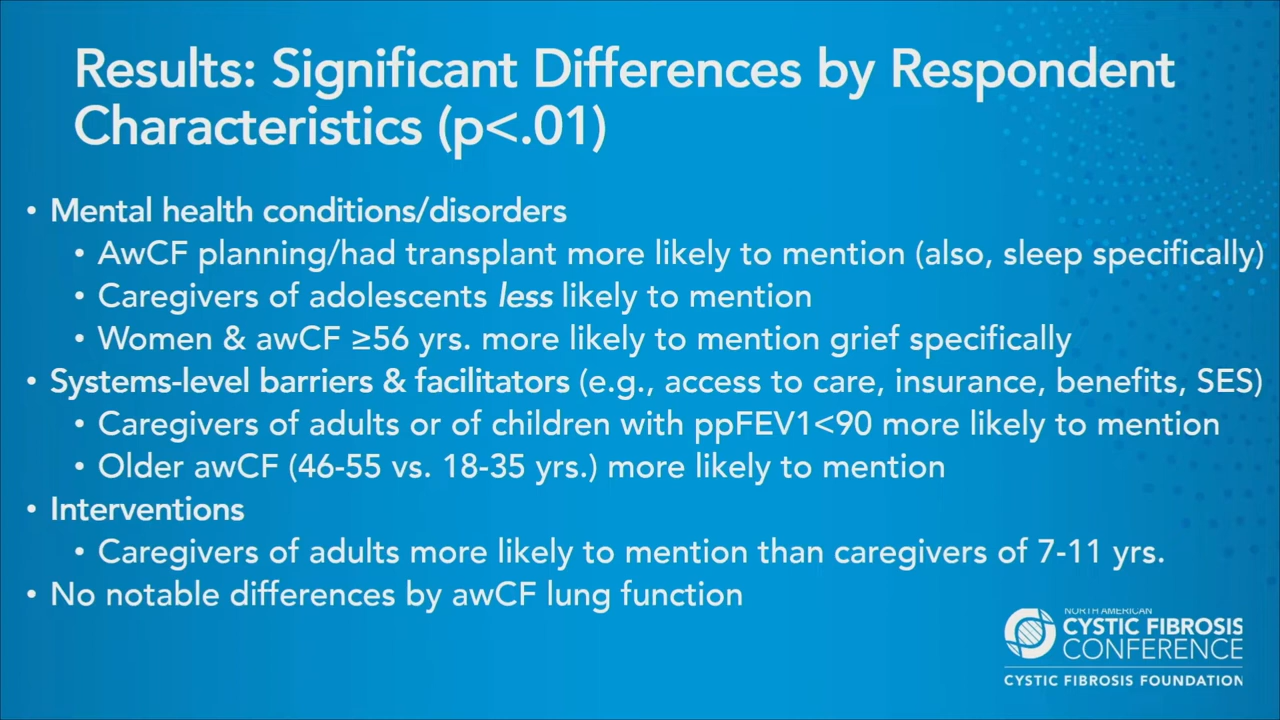 Results: Significant Differences by Respondent
Characteristics (p<.01)
• Mental health conditions/disorders
• AwCF planning/had transplant more likely to mention (also, sleep specifically)
• Caregivers of adolescents less likely to mention
• Women & awCF ≥56 yrs. more likely to mention grief specifically
• Systems-level barriers & facilitators (e.g., access to care, insurance, benefits, SES)
• Caregivers of adults or of children with ppFEV1<90 more likely to mention
• Older awCF (46-55 vs. 18-35 yrs.) more likely to mention
• Interventions
• Caregivers of adults more likely to mention than caregivers of 7-11 yrs.
• No notable differences by awCF lung function
NORTH AMERICAN
CYSTIC FIBROSIS
CONFERENCE
CYSTIC FIBROSIS FOUNDATION